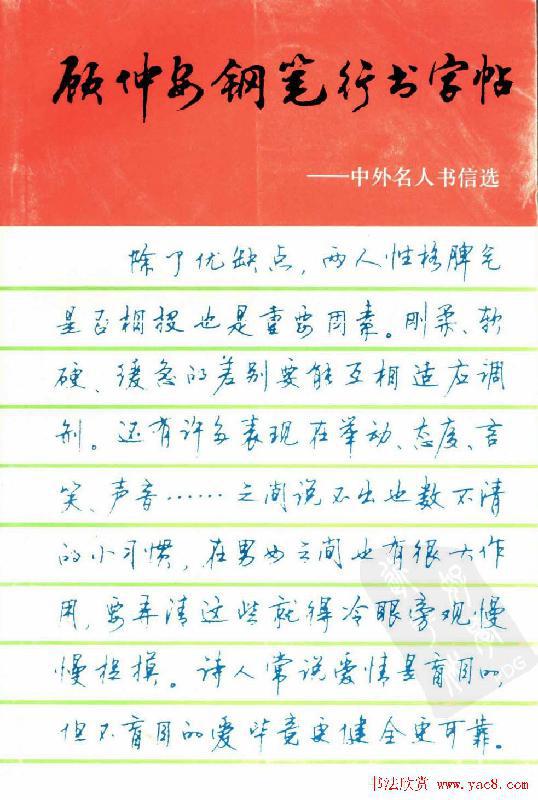 顾仲安钢笔行书字帖
——中外名人书信选
除了优缺点，两人性格脾气
是否相投也是重要因素。刚柔、软
硬、缓急的差别要能互相适应调
剂。还有许多表现在举动、态度、言
笑、声音……之间说不出也数不清
的小习惯，在男女之间也有很大作
用，要弄清这些就得冷眼旁观慢
慢揣摸。诗人常说爱情是盲目的，
但不盲目的爱毕竟更健全更可靠。
书法欣赏 www.yac8.com